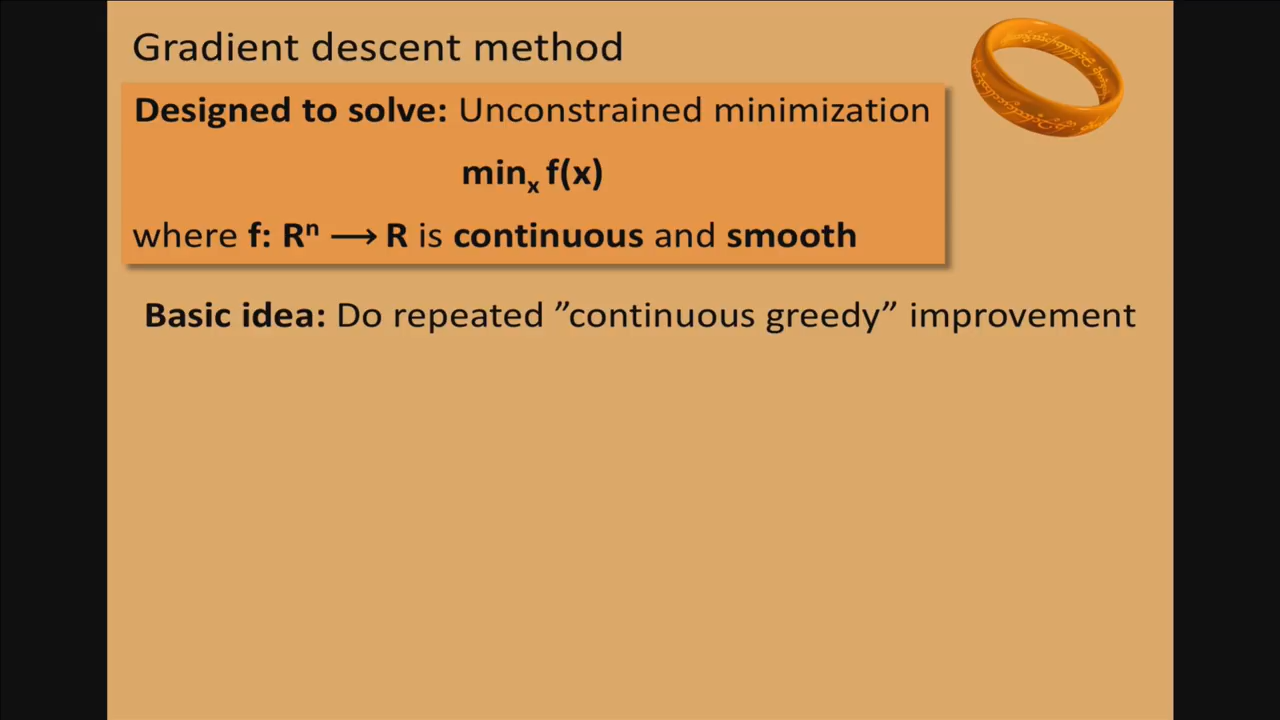 Gradient descent method
Designed to solve: Unconstrained minimization
minₓ f(x)
where f: Rⁿ ⟶ R is continuous and smooth
Basic idea: Do repeated ”continuous greedy” improvement